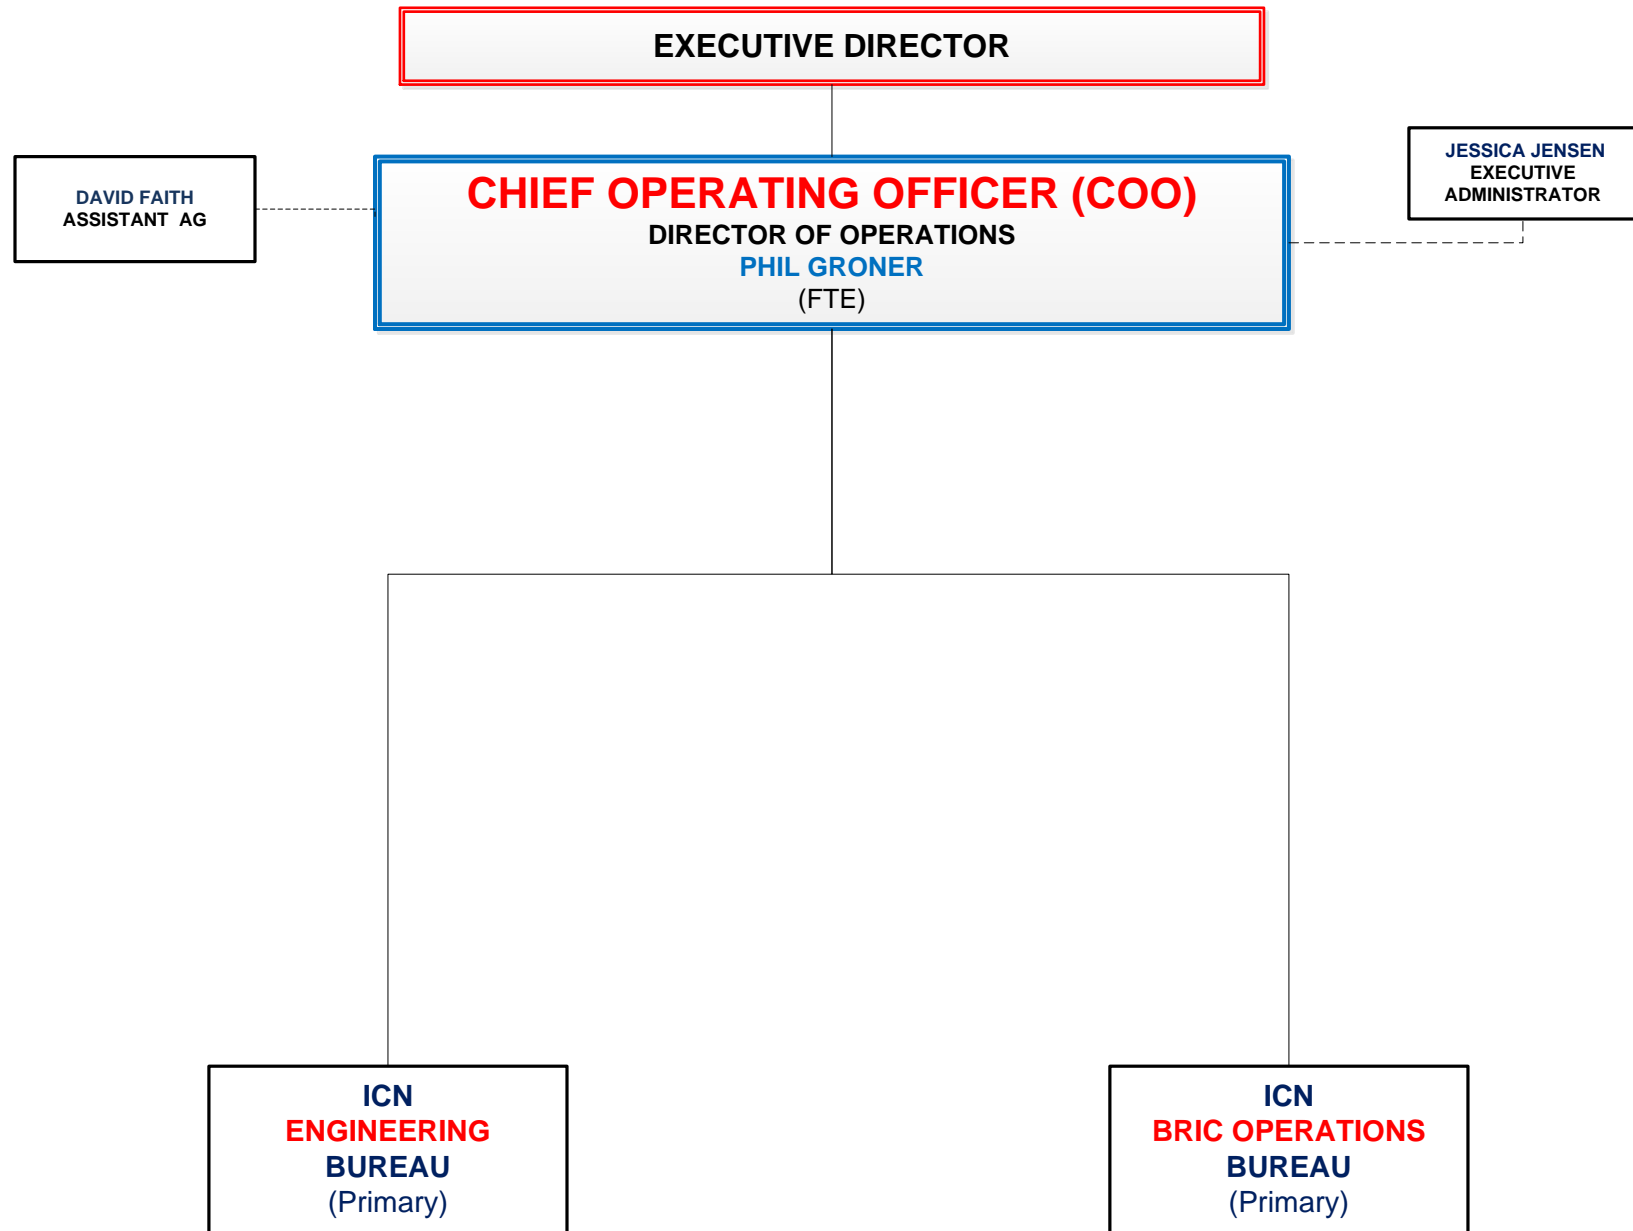 EXECUTIVE DIRECTOR
DAVID FAITH
ASSISTANT  AG
CHIEF OPERATING OFFICER (COO)
DIRECTOR OF OPERATIONS
PHIL GRONER
(FTE)
JESSICA JENSEN
EXECUTIVE
ADMINISTRATOR
ICN
ENGINEERING
BUREAU
(Primary)
ICN
BRIC OPERATIONS
BUREAU
(Primary)